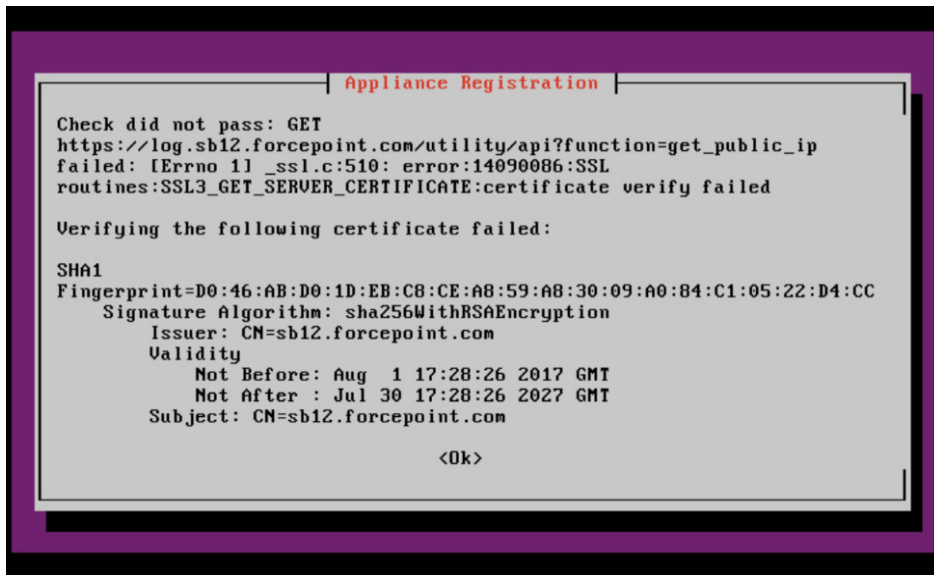 Appliance Registration
Check did not pass: GET
https://log.sb12.forcepoint.com/utility/api?function=get_public_ip
failed: [Errno 1] _ssl.c:510: error:14090086:SSL
routines:SSL3_GET_SERVER_CERTIFICATE:certificate verify failed
Verifying the following certificate failed:
SHA1
Fingerprint=D0:46:AB:D0:1D:EB:C8:CE:A8:59:A8:30:09:A0:84:C1:05:22:D4:CC
Signature Algorithm: sha256WithRSAEncryption
Issuer: CN=sb12.forcepoint.com
Validity
Not Before: Aug  1 17:28:26 2017 GMT
Not After : Jul 30 17:28:26 2027 GMT
Subject: CN=sb12.forcepoint.com
<Ok>